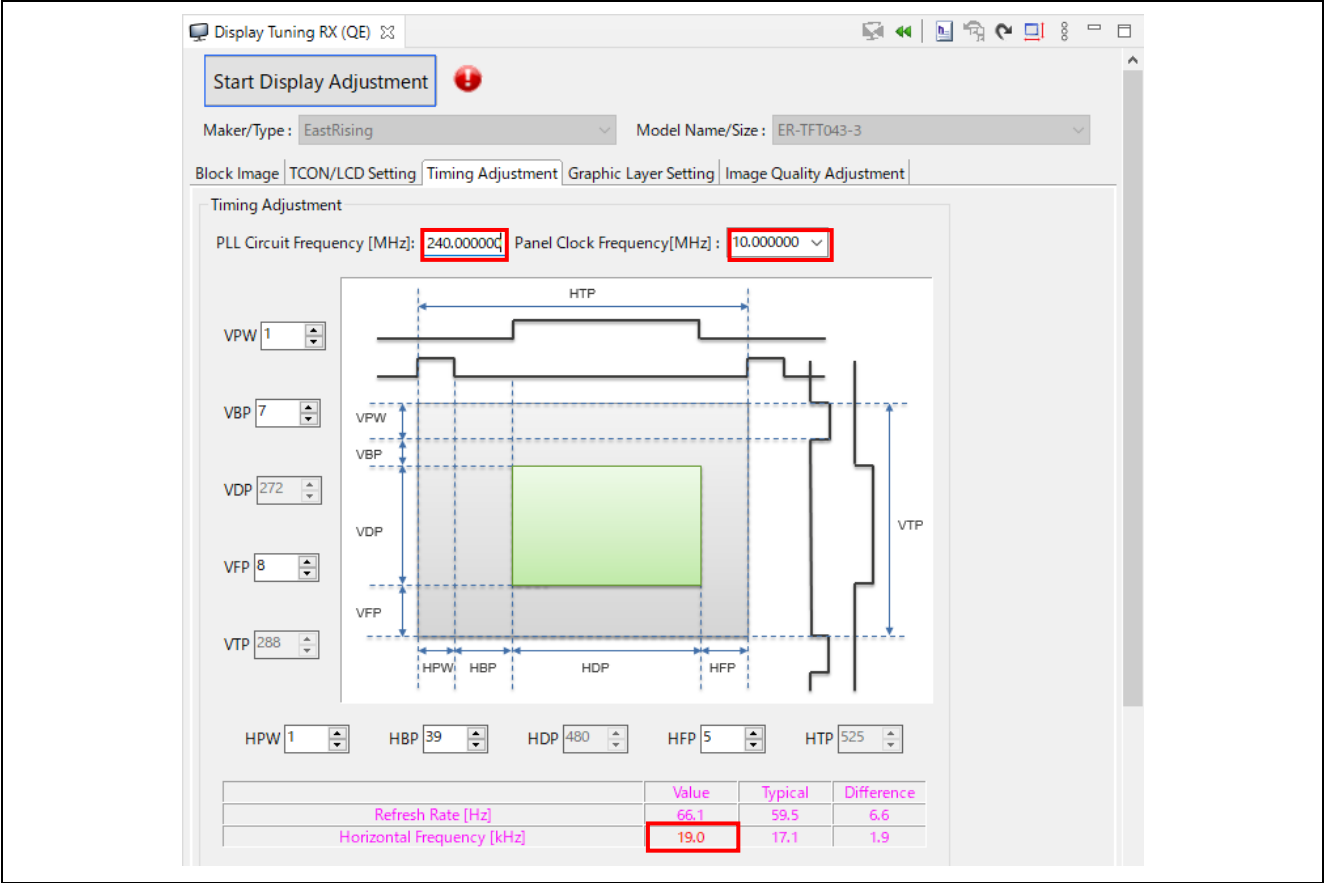 Display Tuning RX (QE)
Start Display Adjustment
Maker/Type : EastRising Model Name/Size : ER-TFT043-3
Block Image TCON/LCD Setting Timing Adjustment Graphic Layer Setting Image Quality Adjustment
Timing Adjustment
PLL Circuit Frequency [MHz]: 240.000000 Panel Clock Frequency[MHz] : 10.000000
HTP
VPW 1
VBP 7
VPW
VBP
VDP 272
VDP
VTP
VFP 8
VFP
VTP 288
HPW HBP HDP HFP
HPW 1 HBP 39 HDP 480 HFP 5 HTP 525
Value Typical Difference
Refresh Rate [Hz] 66.1 59.5 6.6
Horizontal Frequency [kHz] 19.0 17.1 1.9